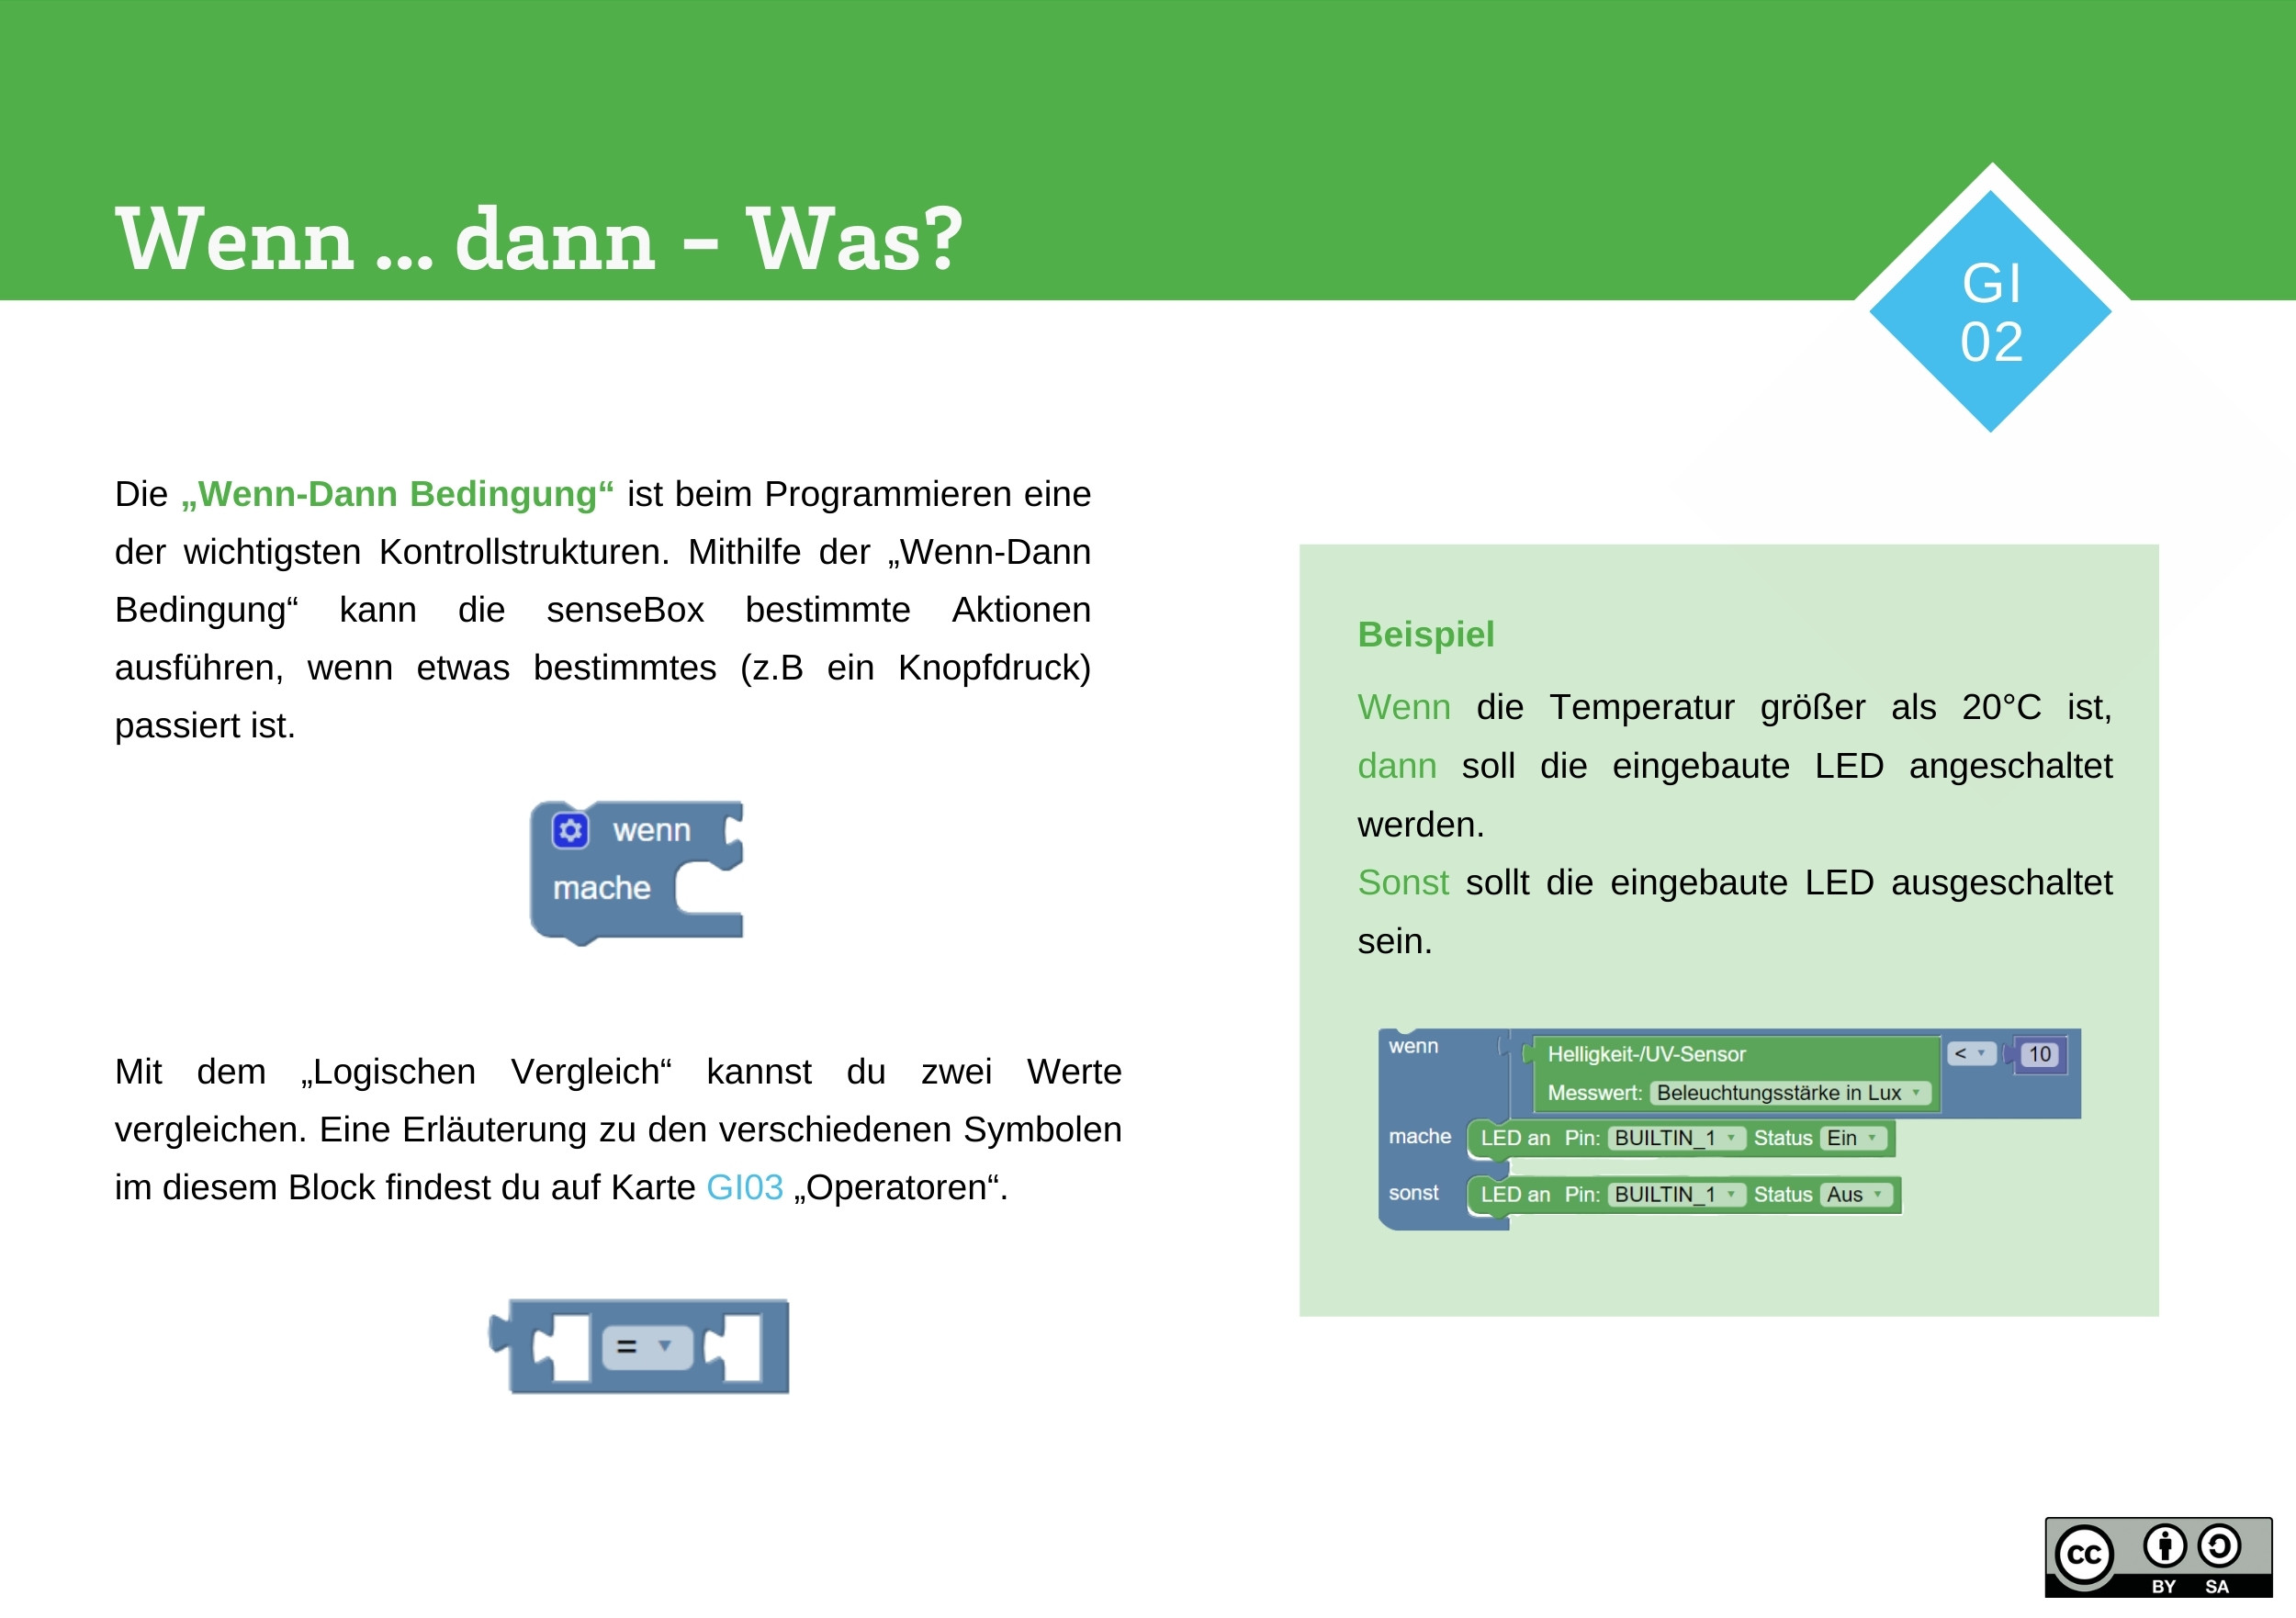 Wenn ... dann – Was?
GI
02
Die „Wenn-Dann Bedingung“ ist beim Programmieren eine
der wichtigsten Kontrollstrukturen. Mithilfe der „Wenn-Dann
Bedingung“ kann die senseBox bestimmte Aktionen
ausführen, wenn etwas bestimmtes (z.B ein Knopfdruck)
passiert ist.
wenn
mache
Mit dem „Logischen Vergleich“ kannst du zwei Werte
vergleichen. Eine Erläuterung zu den verschiedenen Symbolen
im diesem Block findest du auf Karte GI03 „Operatoren“.
=
Beispiel
Wenn die Temperatur größer als 20°C ist,
dann soll die eingebaute LED angeschaltet
werden.
Sonst sollt die eingebaute LED ausgeschaltet
sein.
wenn Helligkeit-/UV-Sensor < 10
Messwert: Beleuchtungsstärke in Lux
mache LED an Pin: BUILTIN_1 Status Ein
sonst LED an Pin: BUILTIN_1 Status Aus
cc
BY SA